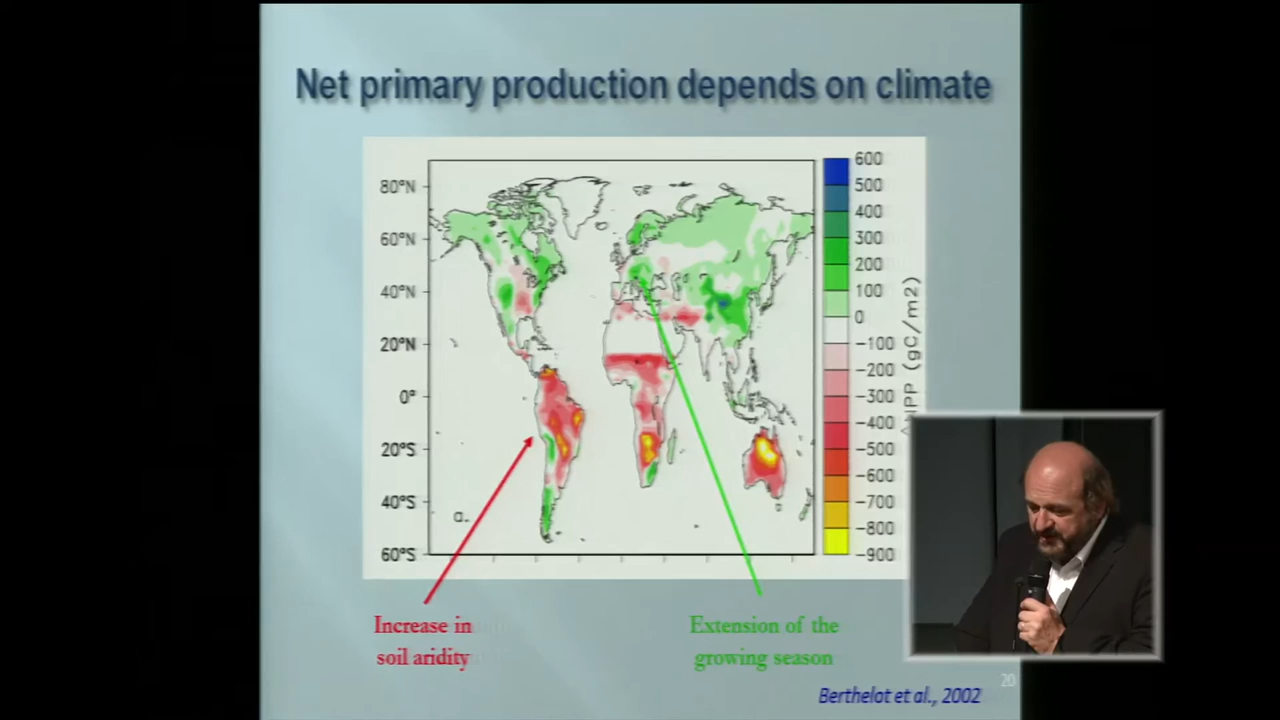 Net primary production depends on climate
80°N
60°N
40°N
20°N
0°
20°S
40°S
60°S
a.
600
500
400
300
200
100
0
-100
-200
-300
-400
-500
-600
-700
-800
-900
NPP (gC/m2)
Increase in
soil aridity
Extension of the
growing season
Berthelot et al., 2002
20